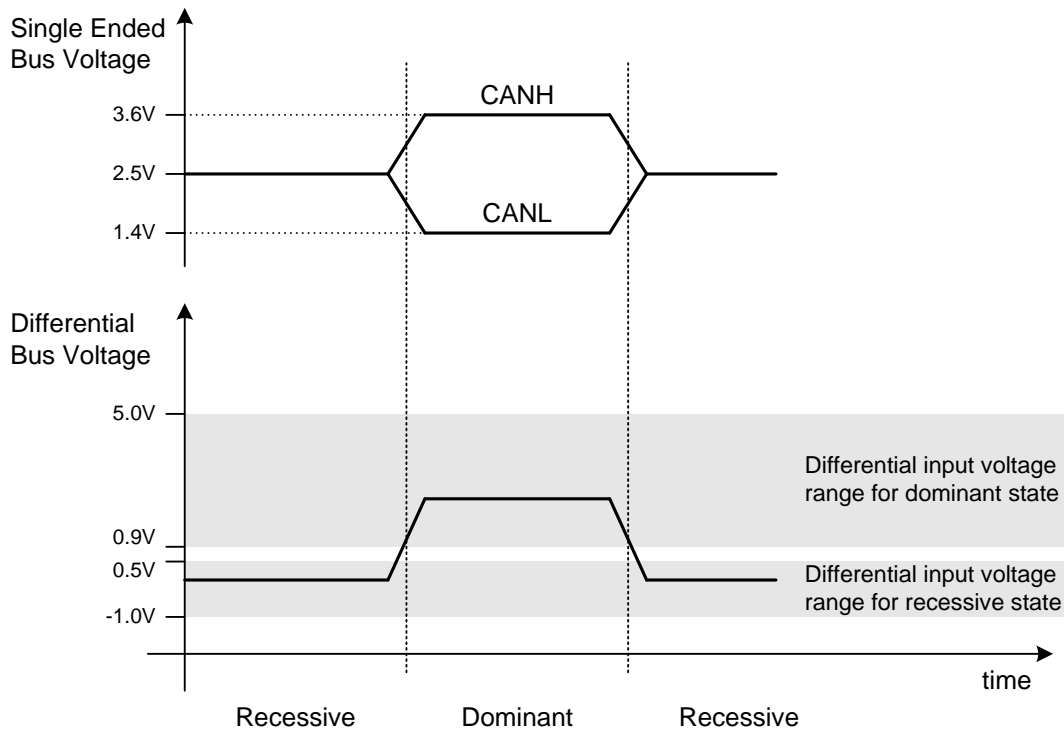 Single Ended
Bus Voltage
3.6V
CANH
2.5V
CANL
1.4V
Differential
Bus Voltage
5.0V
Differential input voltage
range for dominant state
0.9V
0.5V
Differential input voltage
range for recessive state
-1.0V
time
Recessive
Dominant
Recessive